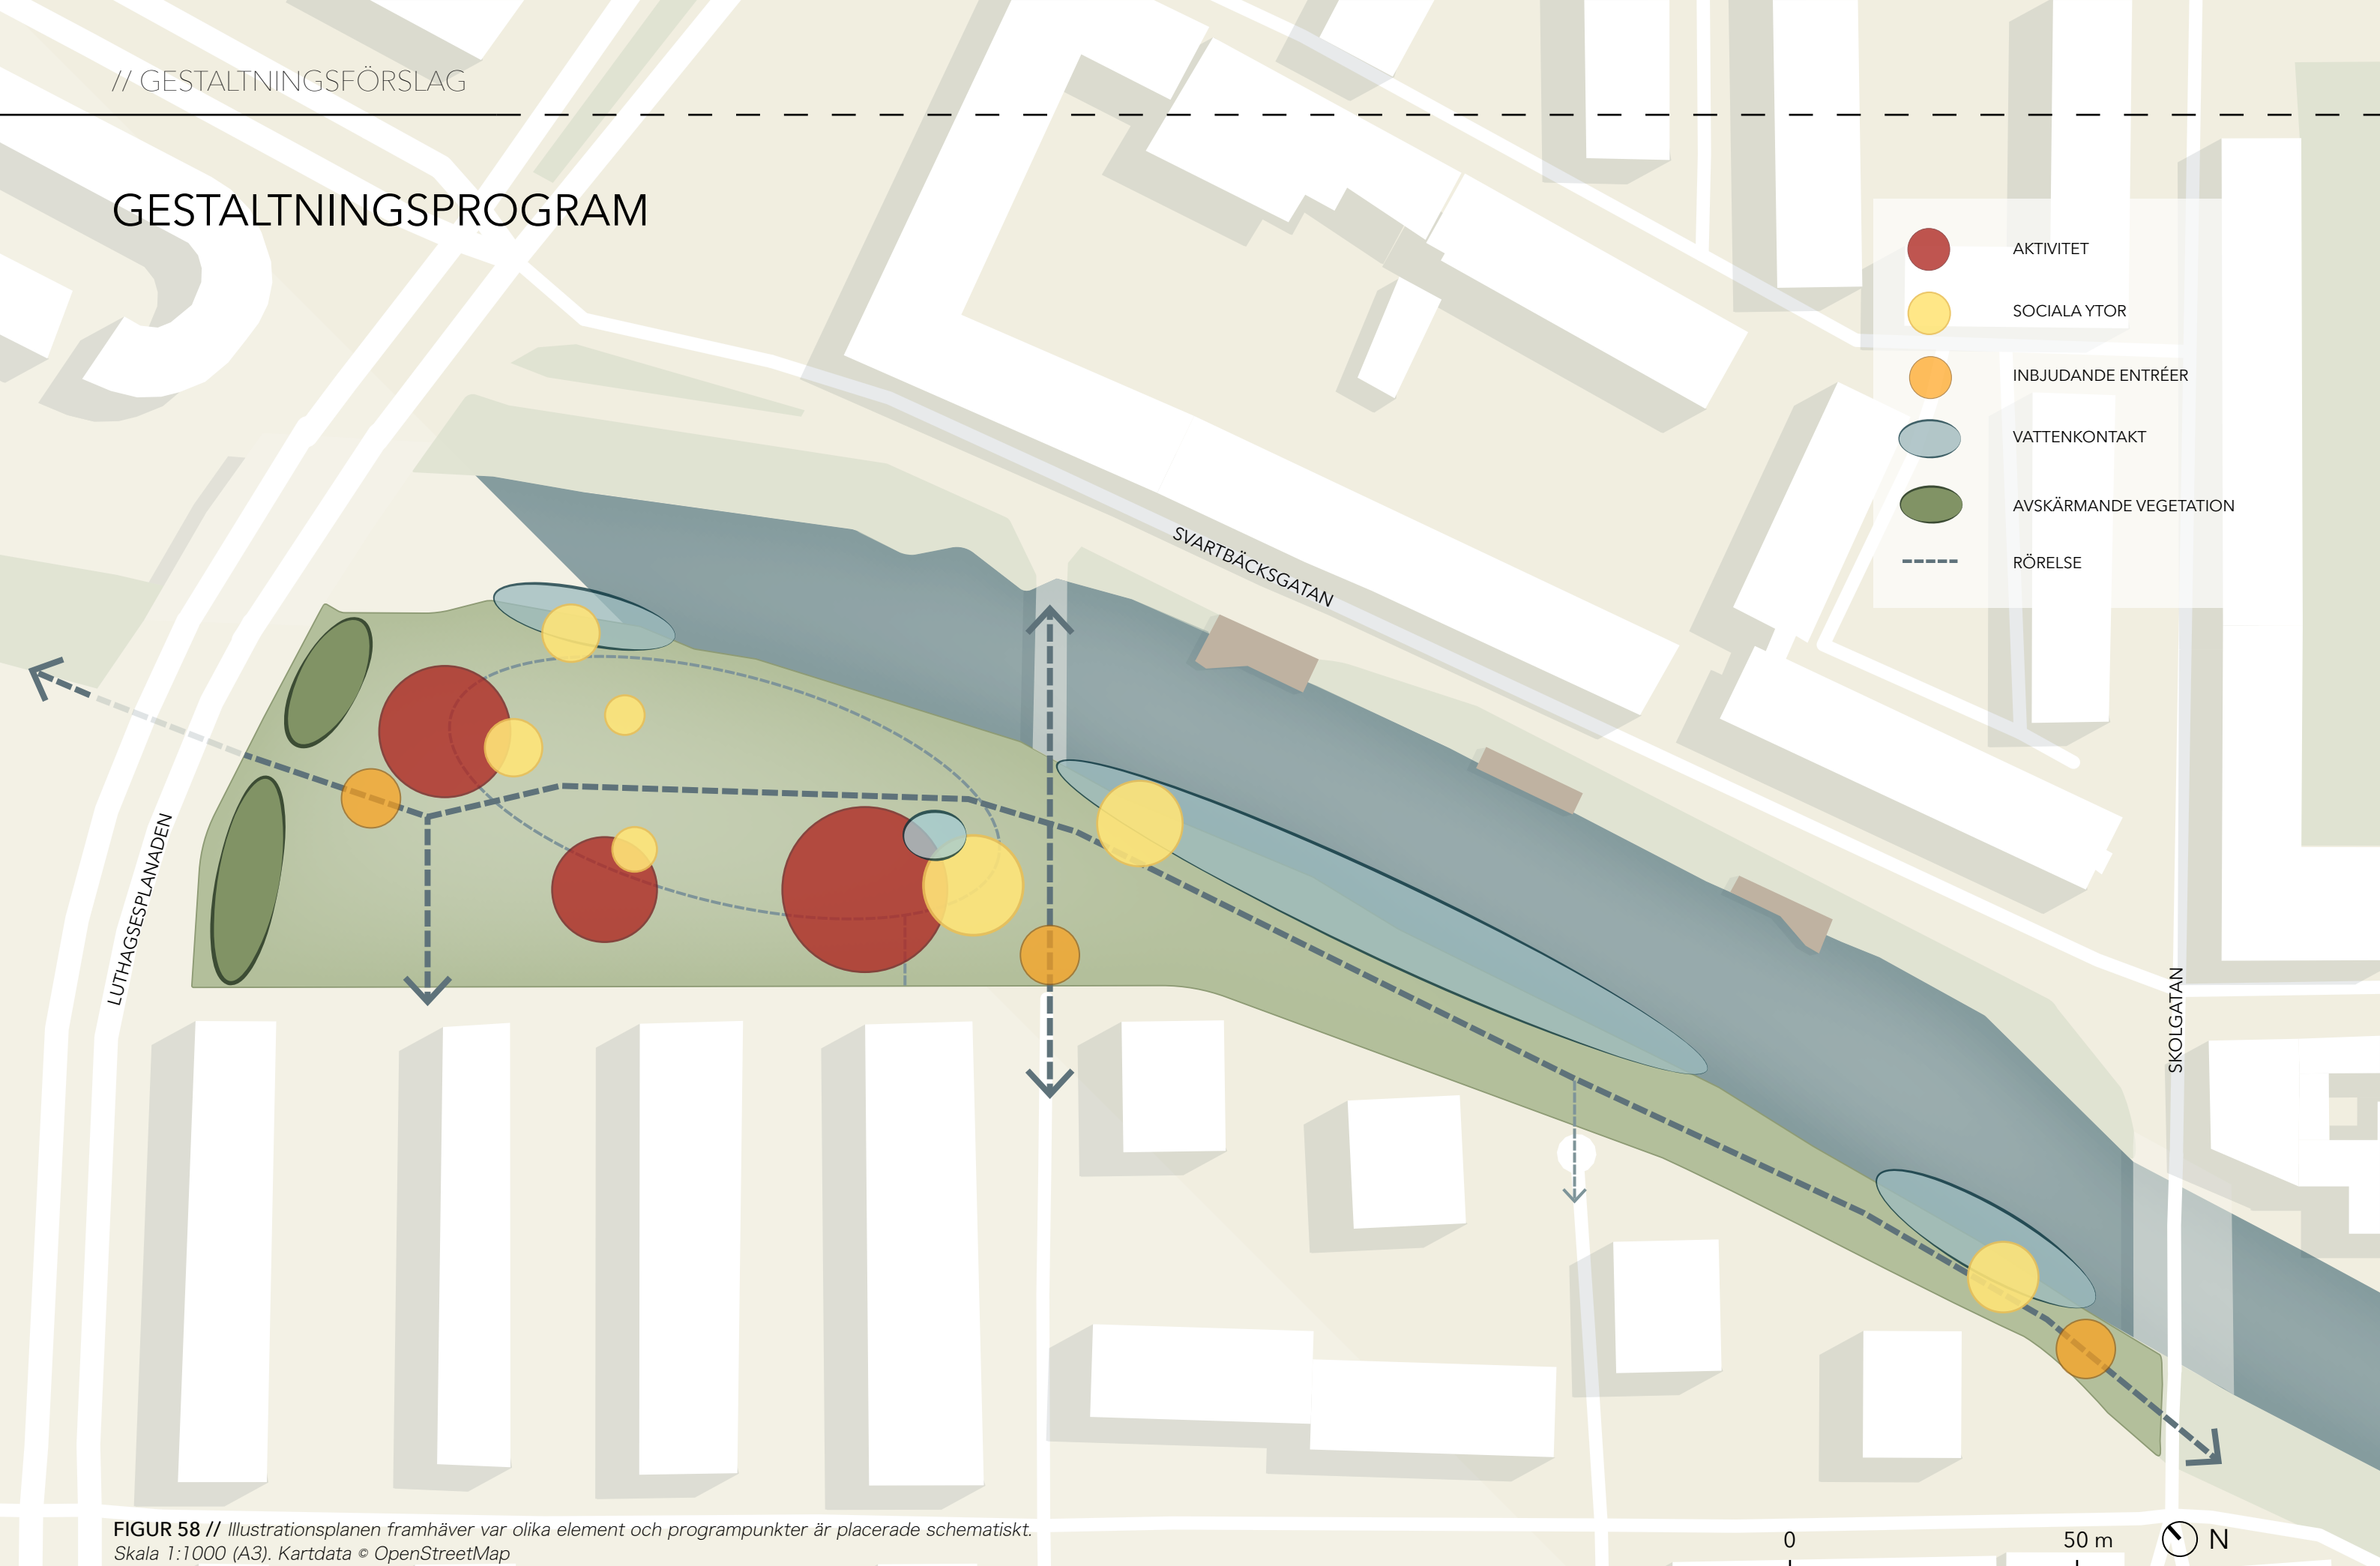 // GESTALTNINGSFÖRSLAG
GESTALTNINGSPROGRAM
AKTIVITET
SOCIALA YTOR
INBJUDANDE ENTRÉER
VATTENKONTAKT
AVSKÄRMANDE VEGETATION
RÖRELSE
SVARTBÄCKSGATAN
LUTHAGSESPLANADEN
SKOLGATAN
FIGUR 58 // Illustrationsplanen framhäver var olika element och programpunkter är placerade schematiskt.
Skala 1:1000 (A3). Kartdata © OpenStreetMap
0 50 m N